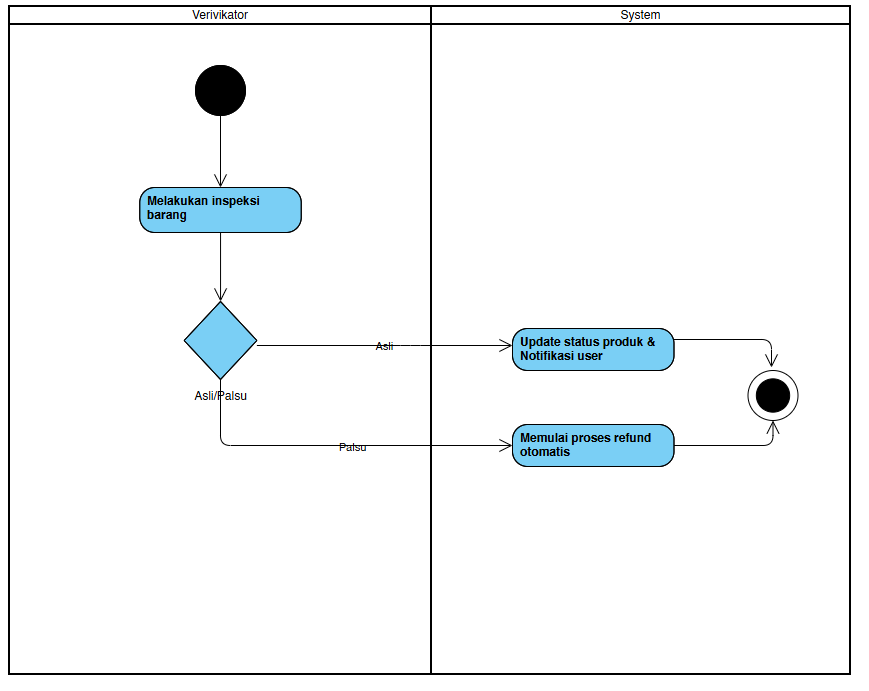 Verivikator
System
Melakukan inspeksi
barang
Asli
Update status produk &
Notifikasi user
Asli/Palsu
Palsu
Memulai proses refund
otomatis